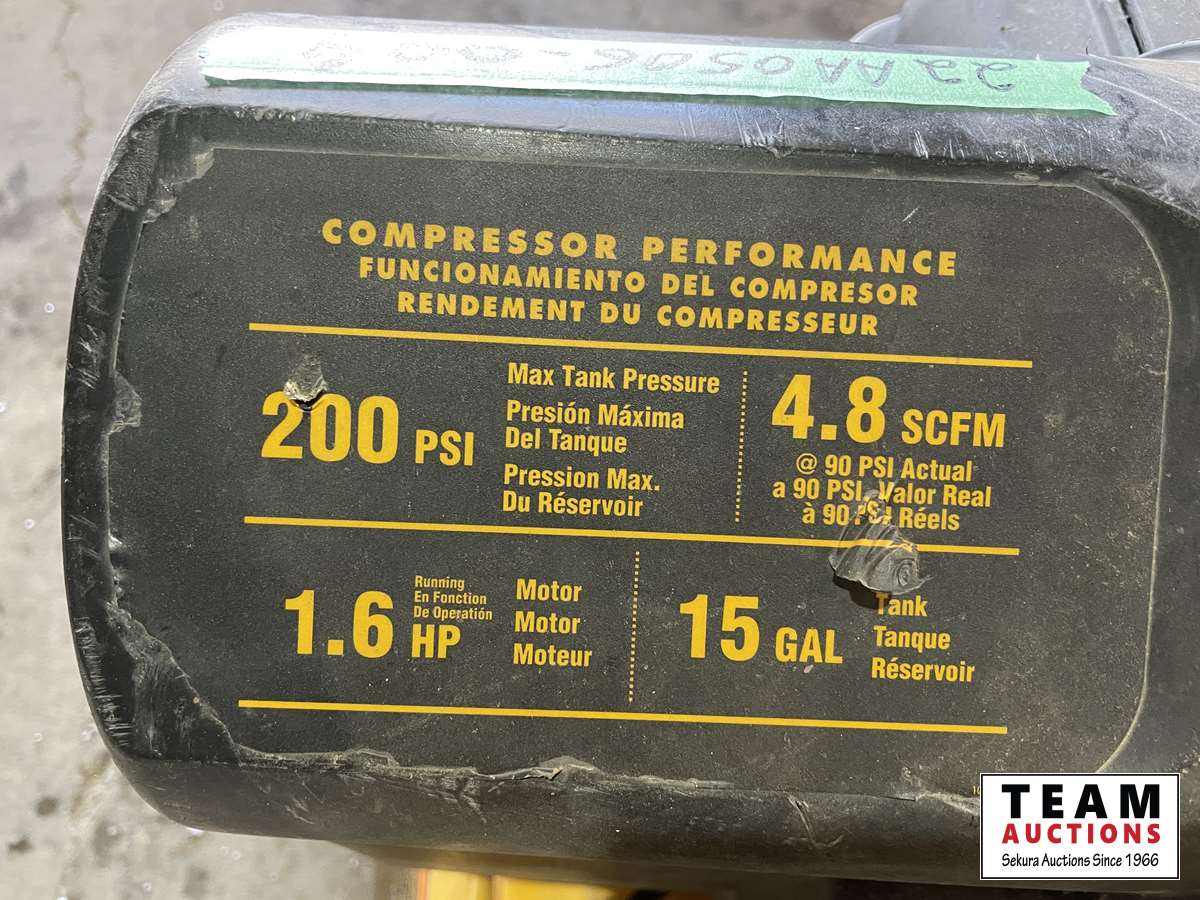 COMPRESSOR PERFORMANCE
FUNCIONAMIENTO DEL COMPRESOR
RENDEMENT DU COMPRESSEUR
200 PSI
Max Tank Pressure
Presión Máxima
Del Tanque
Pression Max.
Du Réservoir
4.8 SCFM
@ 90 PSI Actual
a 90 PSI, Valor Real
à 90 PSI Réels
1.6 HP
Running
En Fonction
De Operatión
Motor
Motor
Moteur
15 GAL
Tank
Tanque
Réservoir
TEAM
AUCTIONS
Sekura Auctions Since 1966